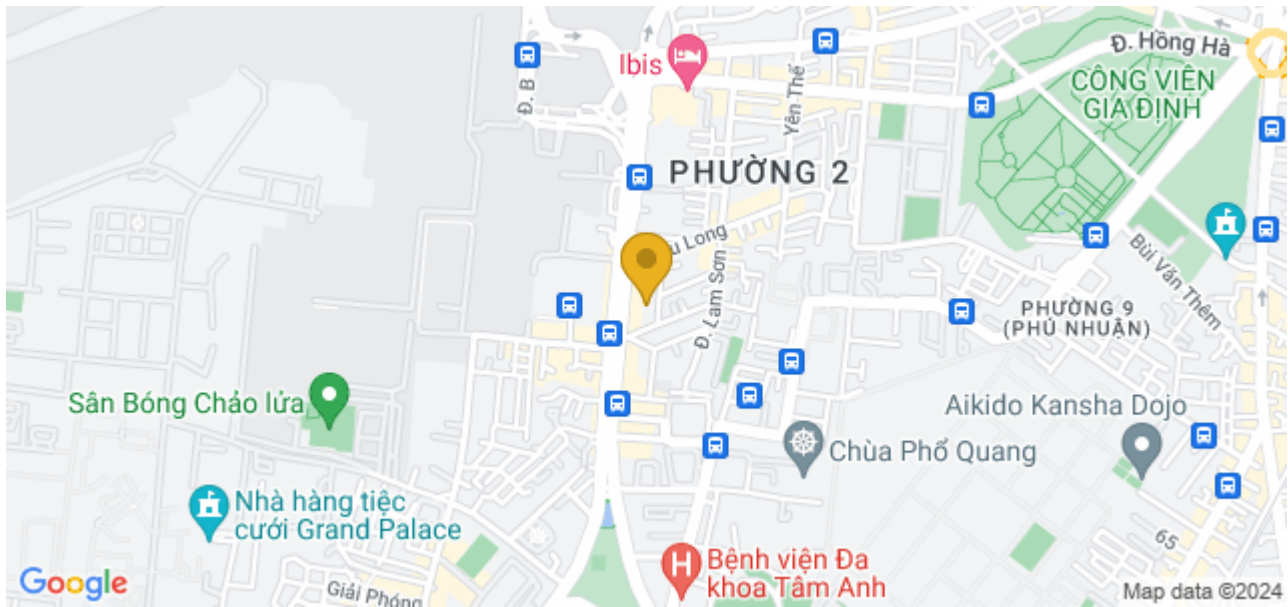 Đ. Hồng Hà
Ibis
Đ. B
Yên Thế
CÔNG VIÊN
GIA ĐỊNH
PHƯỜNG 2
Long
Đ. Lam Sơn
Bùi Văn Thêm
PHƯỜNG 9
(PHÚ NHUẬN)
Sân Bóng Chảo lửa
Aikido Kansha Dojo
Chùa Phổ Quang
Nhà hàng tiệc
cưới Grand Palace
65
Bệnh viện Đa
khoa Tâm Anh
Giải Phóng
Google
Map data ©2024